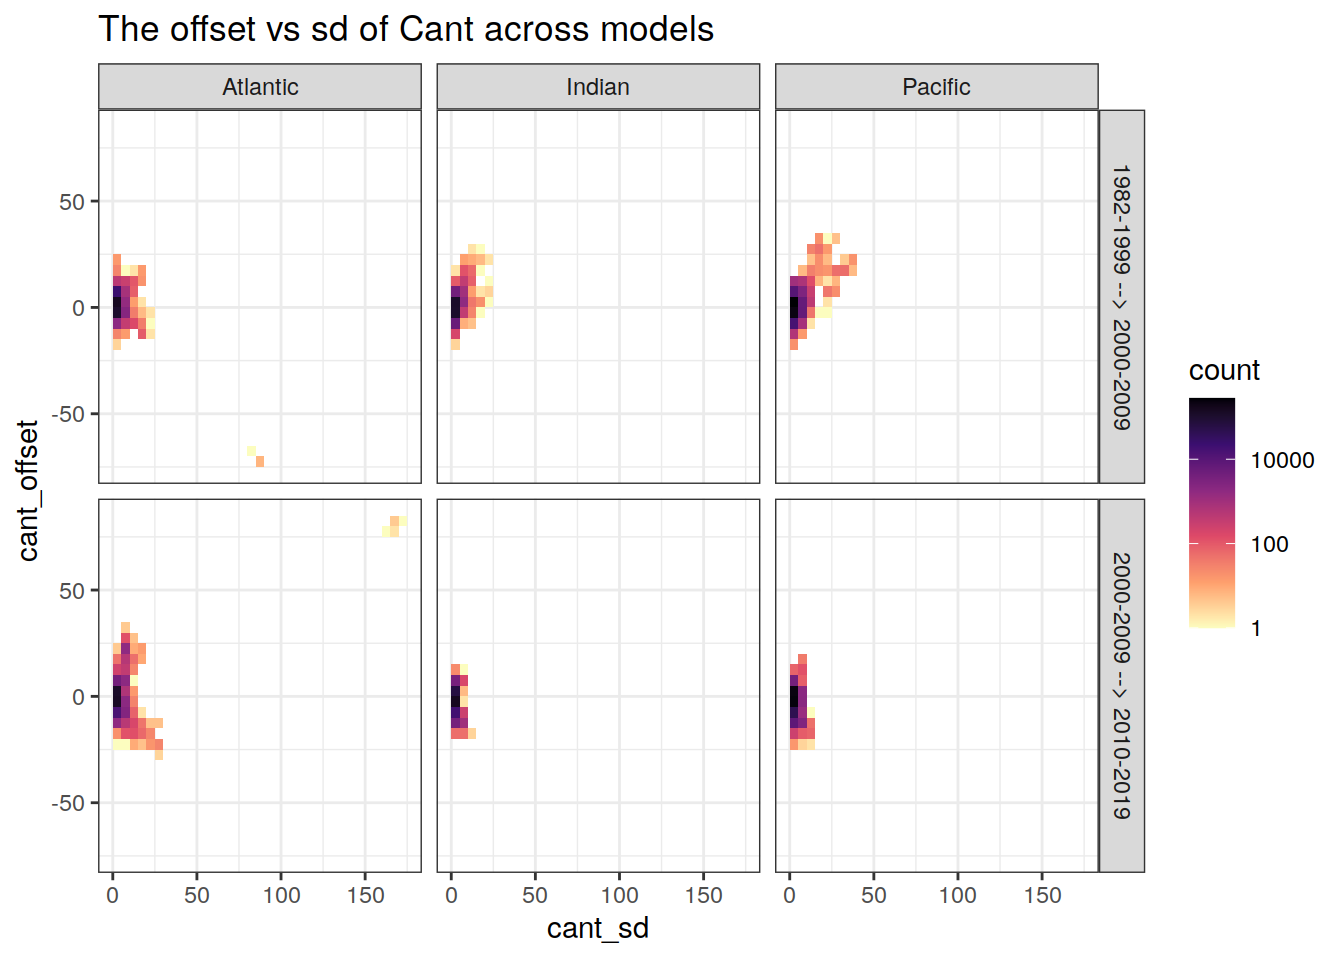 The offset vs sd of Cant across models
Atlantic
Indian
Pacific
1982-1999 --> 2000-2009
2000-2009 --> 2010-2019
cant_offset
50
0
-50
50
0
-50
0 50 100 150
0 50 100 150
0 50 100 150
cant_sd
count
10000
100
1